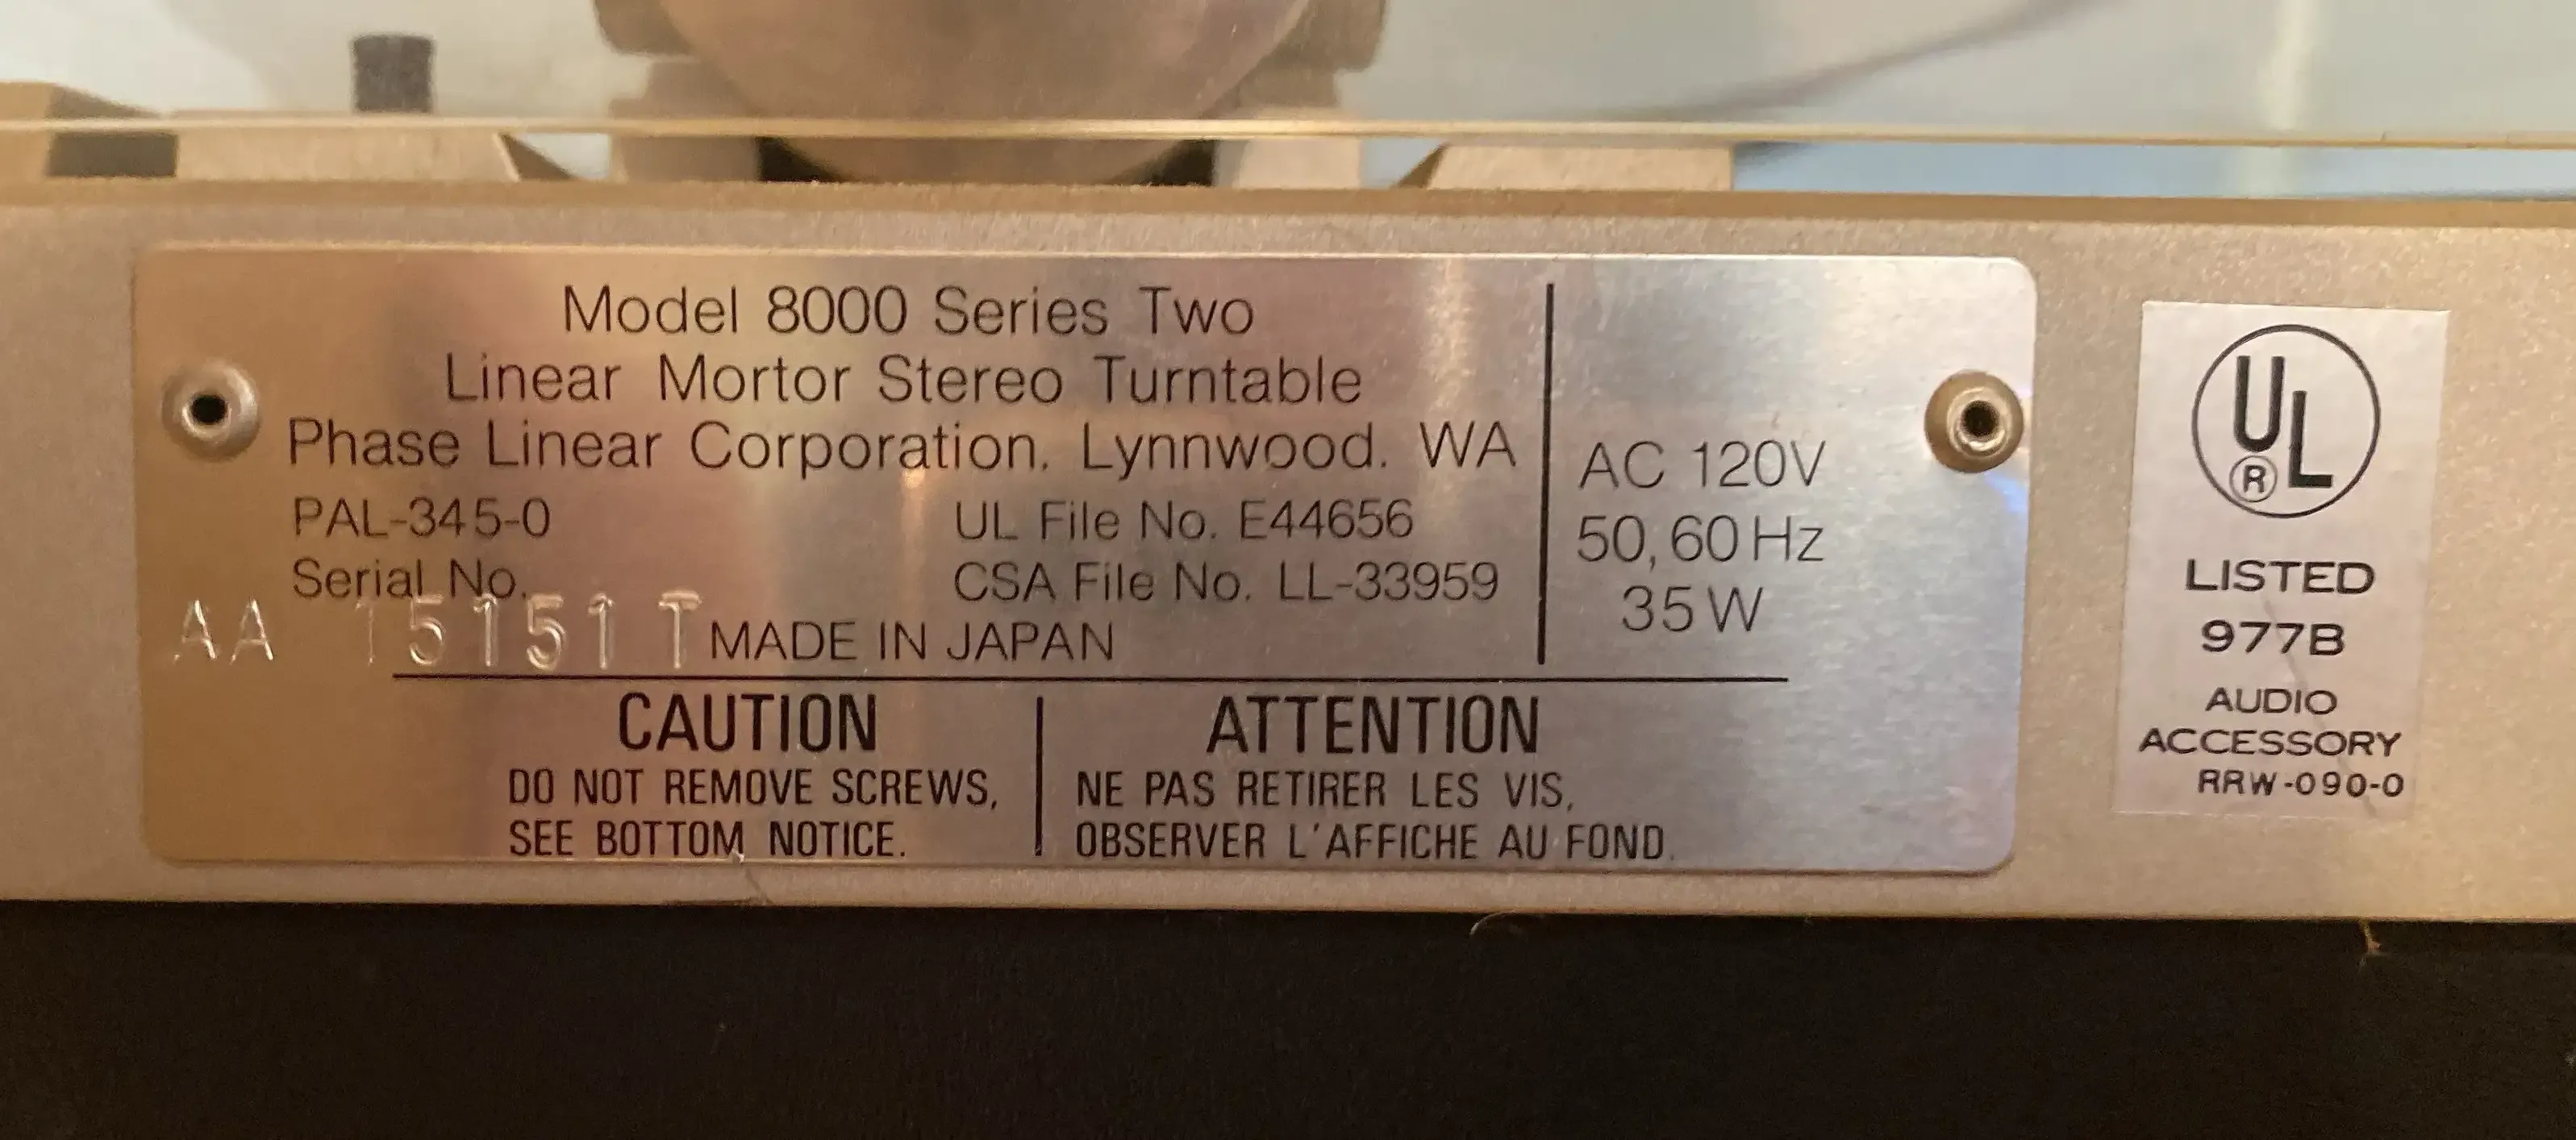 Model 8000 Series Two
Linear Mortor Stereo Turntable
Phase Linear Corporation. Lynnwood. WA
PAL-345-0 UL File No. E44656
Serial No. CSA File No. LL-33959
AA 15151 T MADE IN JAPAN
AC 120V
50,60Hz
35W
CAUTION
DO NOT REMOVE SCREWS,
SEE BOTTOM NOTICE.
ATTENTION
NE PAS RETIRER LES VIS,
OBSERVER L'AFFICHE AU FOND.
UL
®
LISTED
977B
AUDIO
ACCESSORY
RRW-090-0